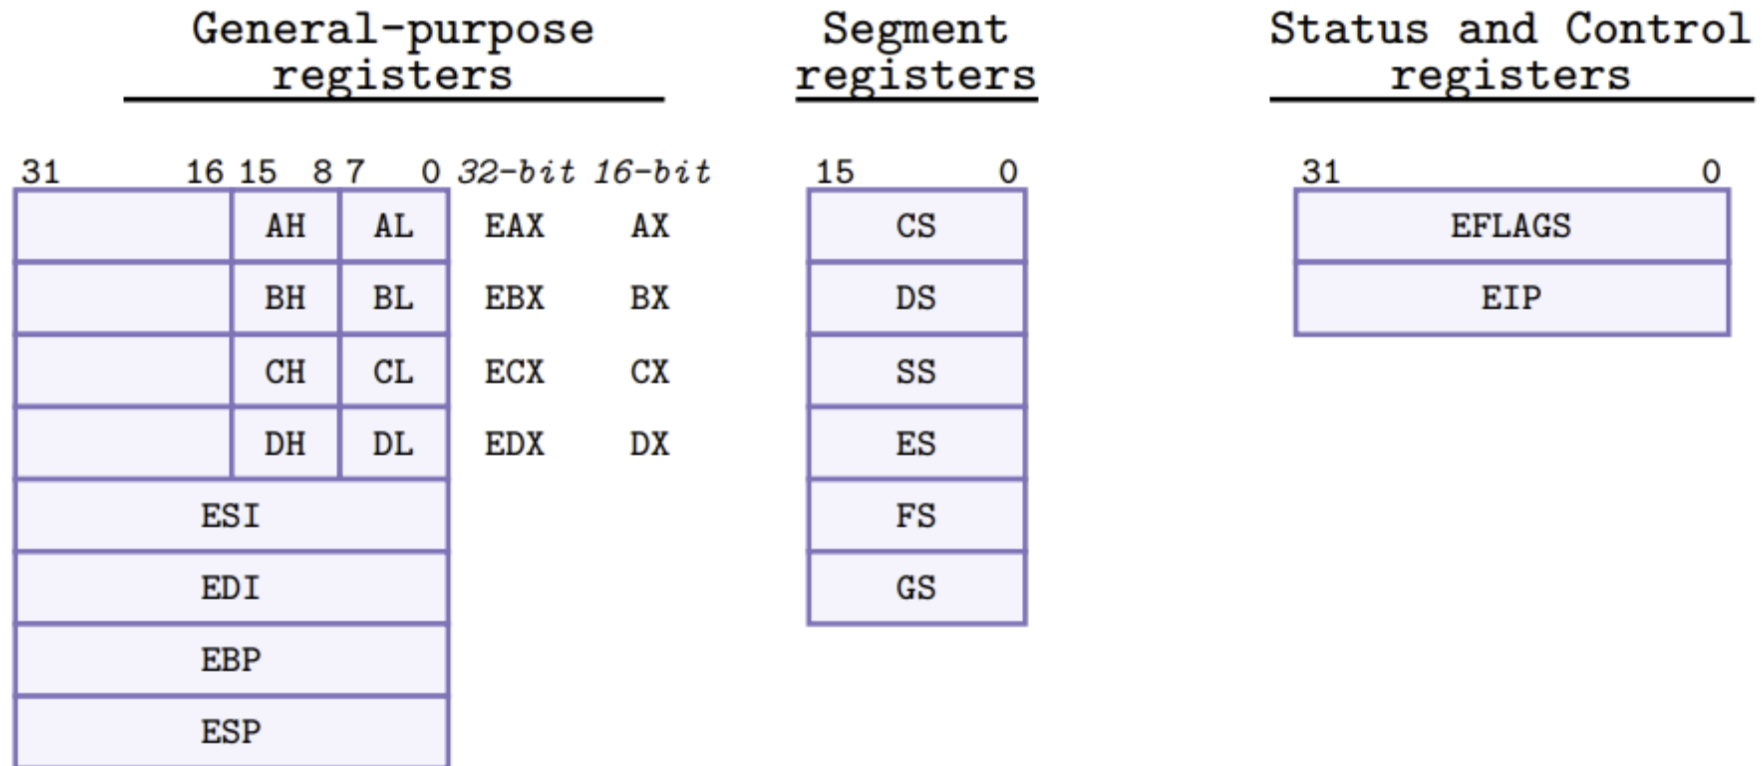 General-purpose registers
Segment registers
Status and Control registers
31 16 15 8 7 0 32-bit 16-bit
15 0
31 0
AH AL EAX AX
BH BL EBX BX
CH CL ECX CX
DH DL EDX DX
ESI
EDI
EBP
ESP
CS
DS
SS
ES
FS
GS
EFLAGS
EIP